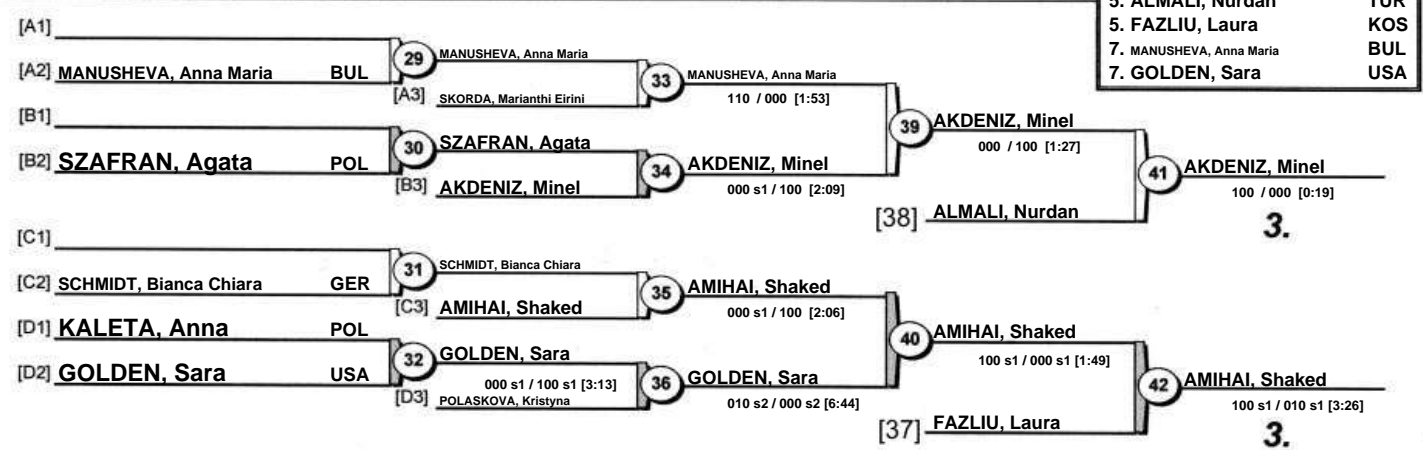 5. ALMALI, Nurdan TUR
5. FAZLIU, Laura KOS
7. MANUSHEVA, Anna Maria BUL
7. GOLDEN, Sara USA
[A1]
[A2] MANUSHEVA, Anna Maria BUL
29
MANUSHEVA, Anna Maria
[A3] SKORDA, Marianthi Eirini
33
MANUSHEVA, Anna Maria
110 / 000 [1:53]
[B1]
[B2] SZAFRAN, Agata POL
30
SZAFRAN, Agata
[B3] AKDENIZ, Minel
34
AKDENIZ, Minel
000 s1 / 100 [2:09]
39
AKDENIZ, Minel
000 / 100 [1:27]
[38] ALMALI, Nurdan
41
AKDENIZ, Minel
100 / 000 [0:19]
3.
[C1]
[C2] SCHMIDT, Bianca Chiara GER
31
SCHMIDT, Bianca Chiara
[C3] AMIHAI, Shaked
35
AMIHAI, Shaked
000 s1 / 100 [2:06]
[D1] KALETA, Anna POL
[D2] GOLDEN, Sara USA
32
GOLDEN, Sara
000 s1 / 100 s1 [3:13]
[D3] POLASKOVA, Kristyna
36
GOLDEN, Sara
010 s2 / 000 s2 [6:44]
40
AMIHAI, Shaked
100 s1 / 000 s1 [1:49]
[37] FAZLIU, Laura
42
AMIHAI, Shaked
100 s1 / 010 s1 [3:26]
3.